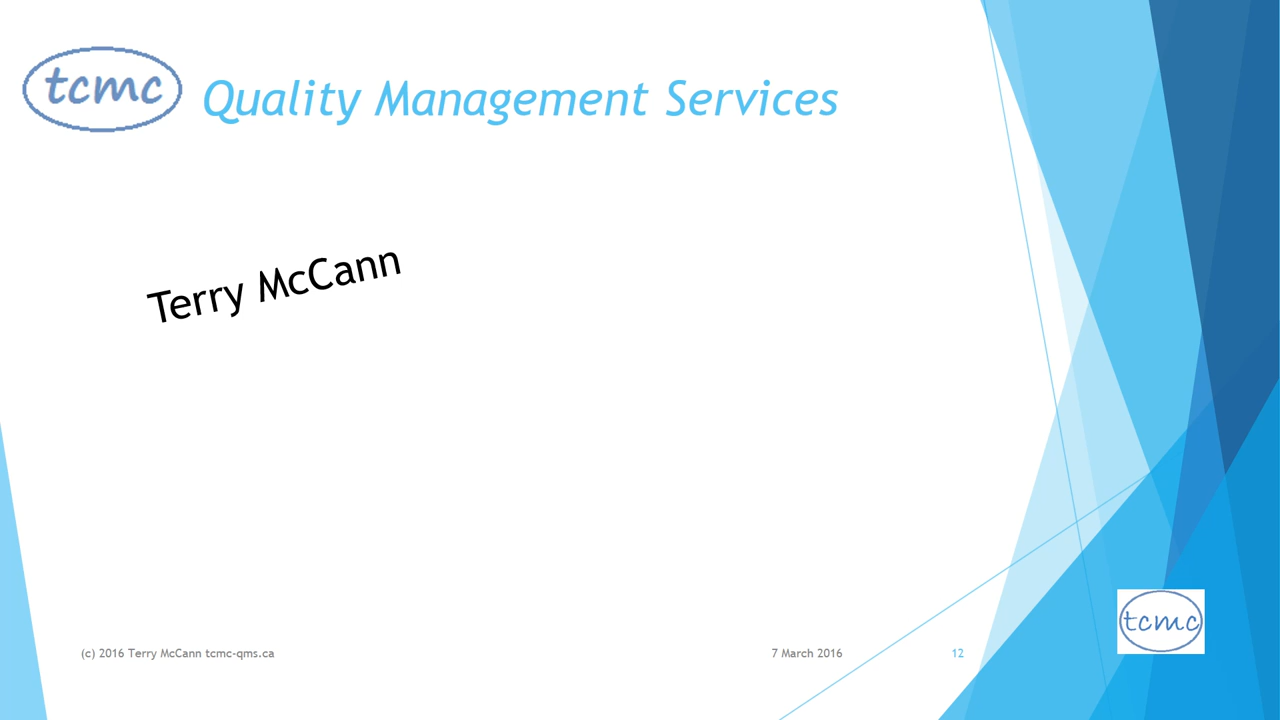 tcmc
Quality Management Services
Terry McCann
(c) 2016 Terry McCann tcmc-qms.ca
7 March 2016
12
tcmc